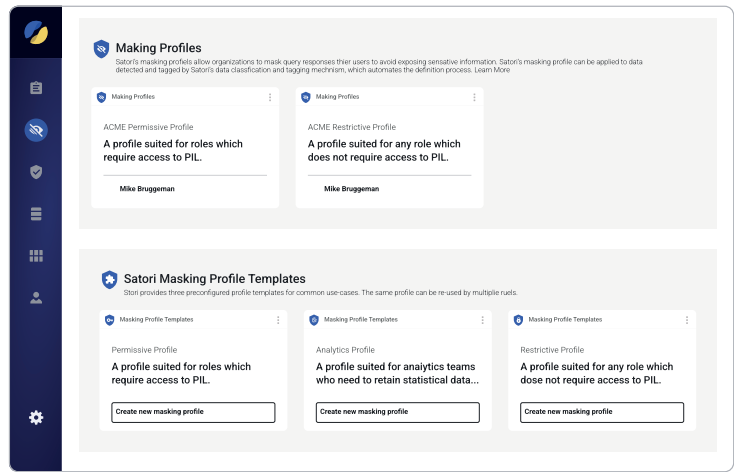 Making Profiles
Satori's masking profiels allow organizations to mask query responses thier users to avoid exposing sensative information. Satori's masking profile can be applied to data
detected and tagged by Satori's data classfication and tagging mechnism, which automates the definition process. Learn More
Making Profiles
ACME Permissive Profile
A profile suited for roles which
require access to PIL.
Mike Bruggeman
Making Profiles
ACME Restrictive Profile
A profile suited for any role which
does not require access to PIL.
Mike Bruggeman
Satori Masking Profile Templates
Stori provides three preconfigured profile templates for common use-cases. The same profile can be re-used by multiplie ruels.
Masking Profile Templates
Permissive Profile
A profile suited for roles which
require access to PIL.
Create new masking profile
Masking Profile Templates
Analytics Profile
A profile suited for analytics teams
who need to retain statistical data...
Create new masking profile
Masking Profile Templates
Restrictive Profile
A profile suited for any role which
dose not require access to PIL.
Create new masking profile